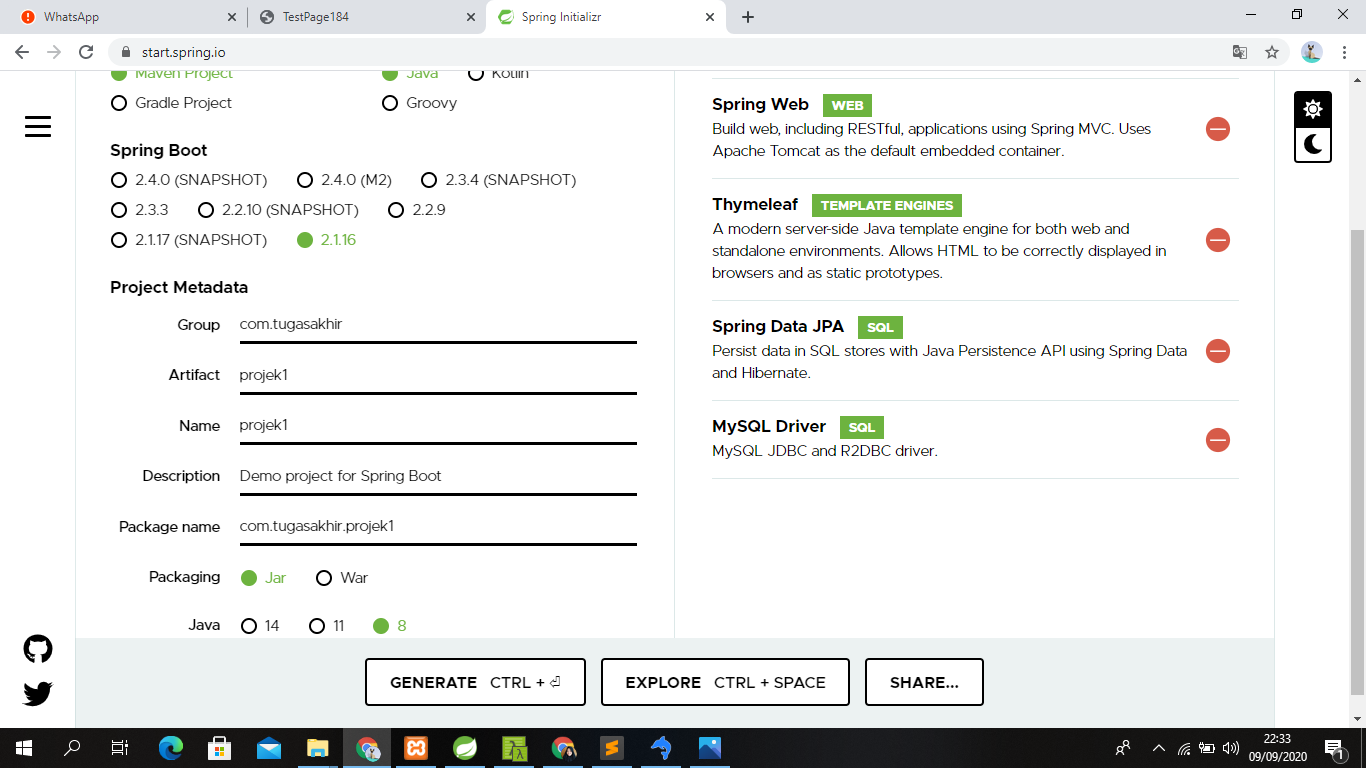 WhatsApp
TestPage184
Spring Initializr
start.spring.io
Maven Project
Java
Kotlin
Gradle Project
Groovy
Spring Boot
2.4.0 (SNAPSHOT)
2.4.0 (M2)
2.3.4 (SNAPSHOT)
2.3.3
2.2.10 (SNAPSHOT)
2.2.9
2.1.17 (SNAPSHOT)
2.1.16
Project Metadata
Group
com.tugasakhir
Artifact
projek1
Name
projek1
Description
Demo project for Spring Boot
Package name
com.tugasakhir.projek1
Packaging
Jar
War
Java
14
11
8
Spring Web
WEB
Build web, including RESTful, applications using Spring MVC. Uses
Apache Tomcat as the default embedded container.
Thymeleaf
TEMPLATE ENGINES
A modern server-side Java template engine for both web and
standalone environments. Allows HTML to be correctly displayed in
browsers and as static prototypes.
Spring Data JPA
SQL
Persist data in SQL stores with Java Persistence API using Spring Data
and Hibernate.
MySQL Driver
SQL
MySQL JDBC and R2DBC driver.
GENERATE CTRL + ⏎
EXPLORE CTRL + SPACE
SHARE...
22:33
09/09/2020
1